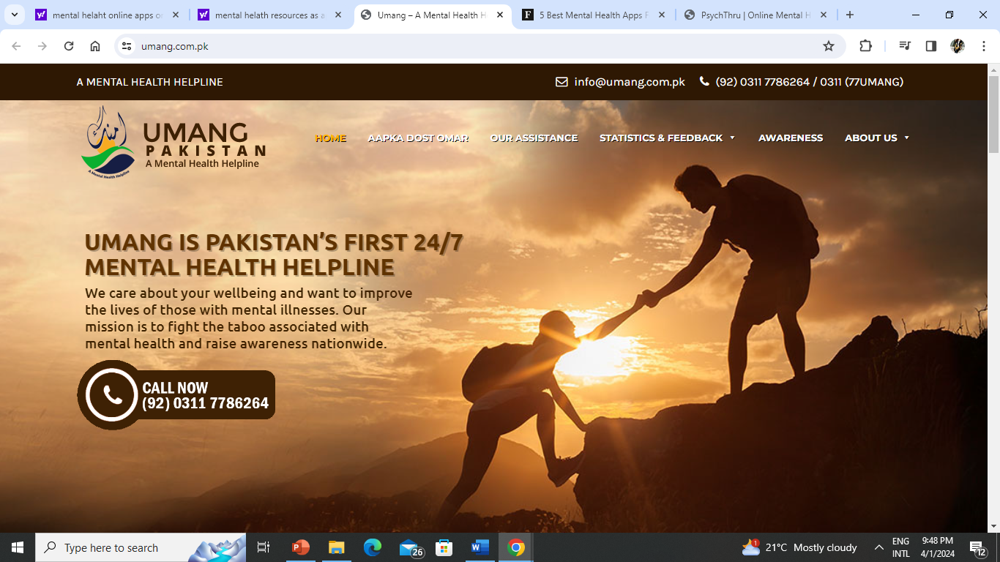 mental helaht online apps o
mental helath resources as a
Umang – A Mental Health H
5 Best Mental Health Apps F
PsychThru | Online Mental H
umang.com.pk
A MENTAL HEALTH HELPLINE
info@umang.com.pk
(92) 0311 7786264 / 0311 (77UMANG)
UMANG
PAKISTAN
A Mental Health Helpline
A Mental Health Helpline
HOME
AAPKA DOST OMAR
OUR ASSISTANCE
STATISTICS & FEEDBACK
AWARENESS
ABOUT US
UMANG IS PAKISTAN’S FIRST 24/7
MENTAL HEALTH HELPLINE
We care about your wellbeing and want to improve
the lives of those with mental illnesses. Our
mission is to fight the taboo associated with
mental health and raise awareness nationwide.
CALL NOW
(92) 0311 7786264
Type here to search
26
1
21°C Mostly cloudy
ENG
INTL
9:48 PM
4/1/2024
12